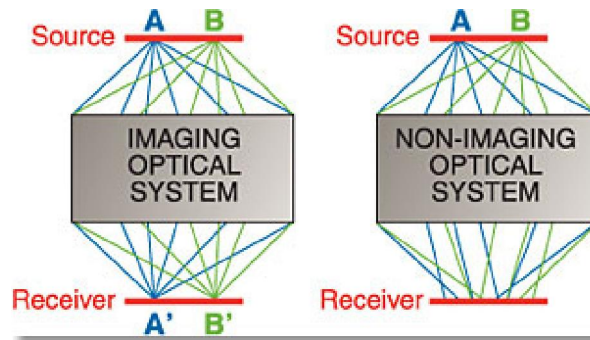 A B A B
Source Source
IMAGING NON-IMAGING
OPTICAL OPTICAL
SYSTEM SYSTEM
Receiver Receiver
A' B'